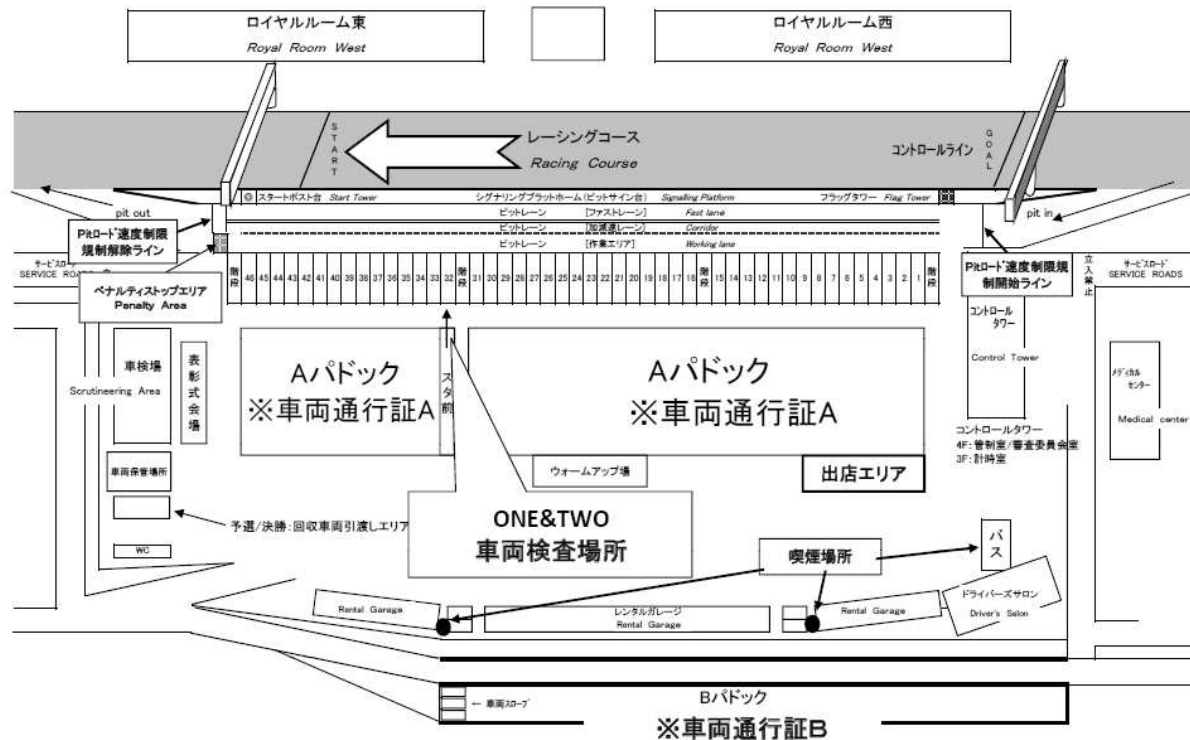 ロイヤルルーム東
Royal Room West
ロイヤルルーム西
Royal Room West
START
レーシングコース
Racing Course
コントロールライン
GOAL
◎ スタートポスト台 Start Tower
シグナリングプラットホーム(ピットサイン台) Signalling Platform
フラッグタワー Flag Tower
pit out
pit in
ピットレーン [ファストレーン] Fast lane
ピットレーン [加減速レーン] Corridor
ピットレーン [作業エリア] Working lane
Pitロード速度制限
規制解除ライン
Pitロード速度制限規
制開始ライン
サービスロード
SERVICE ROADS
サービスロード
SERVICE ROADS
立入禁止
ペナルティストップエリア
Penalty Area
階段 46 45 44 43 42 41 40 39 38 37 36 35 34 33 32 階段 31 30 29 28 27 26 25 24 23 22 21 20 19 18 17 16 階段 15 14 13 12 11 10 9 8 7 6 5 4 3 2 1 階段
コントロール
タワー
Control Tower
車検場
Scrutineering Area
表彰式会場
Aパドック
※車両通行証A
スタ前
Aパドック
※車両通行証A
メディカル
センター
Medical center
コントロールタワー
4F:管制室/審査委員会室
3F:計時室
車両保管場所
ウォームアップ場
出店エリア
予選/決勝:回収車両引渡しエリア
ONE&TWO
車両検査場所
WC
喫煙場所
バス
Rental Garage
レンタルガレージ
Rental Garage
Rental Garage
ドライバーズサロン
Driver's Salon
← 車両スロープ
Bパドック
※車両通行証B